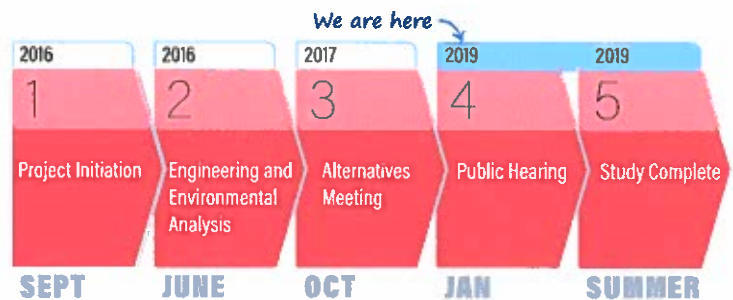 We are here
2016
2016
2017
2019
2019
1
2
3
4
5
Project Initiation
Engineering and
Environmental
Analysis
Alternatives
Meeting
Public Hearing
Study Complete
SEPT
JUNE
OCT
JAN
SUMMER